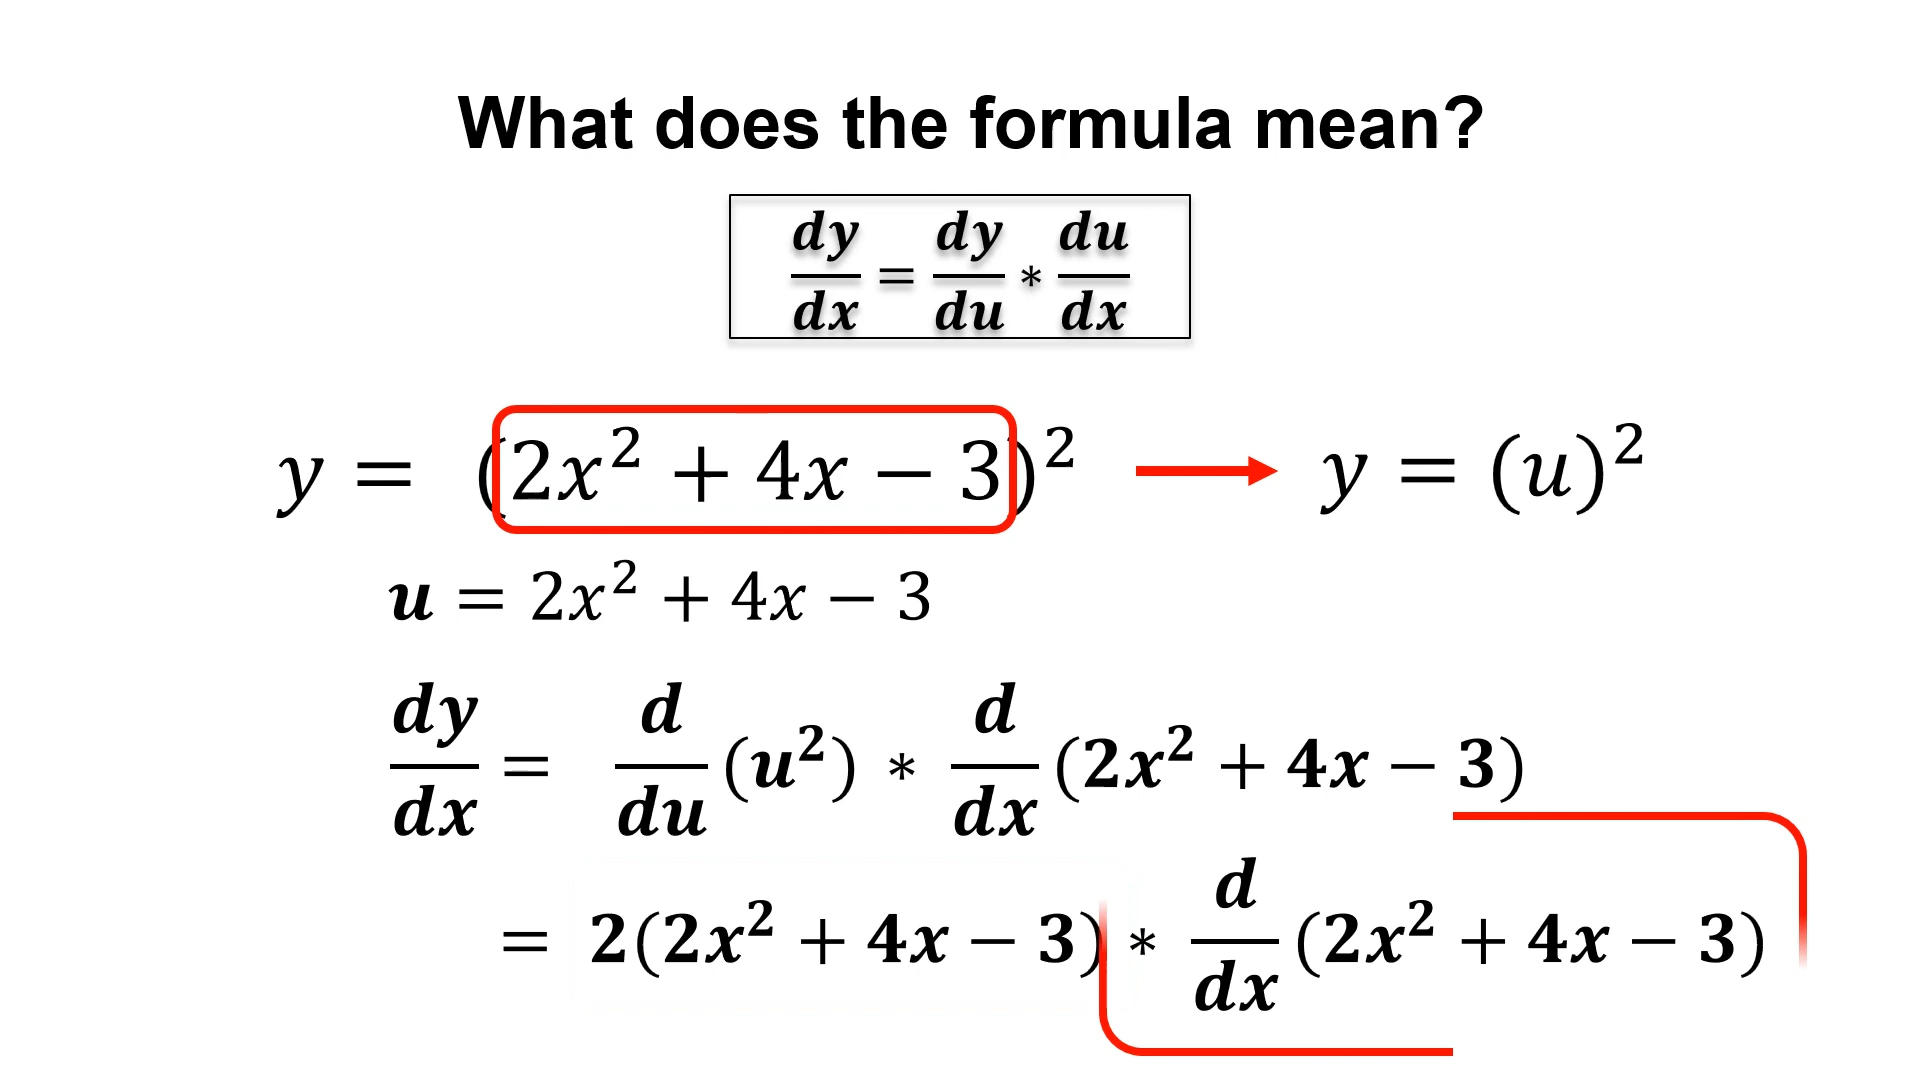 What does the formula mean?
dy/dx = dy/du * du/dx
y = (2x² + 4x − 3)² → y = (u)²
u = 2x² + 4x − 3
dy/dx = d/du (u²) * d/dx (2x² + 4x − 3)
= 2(2x² + 4x − 3) * d/dx (2x² + 4x − 3)